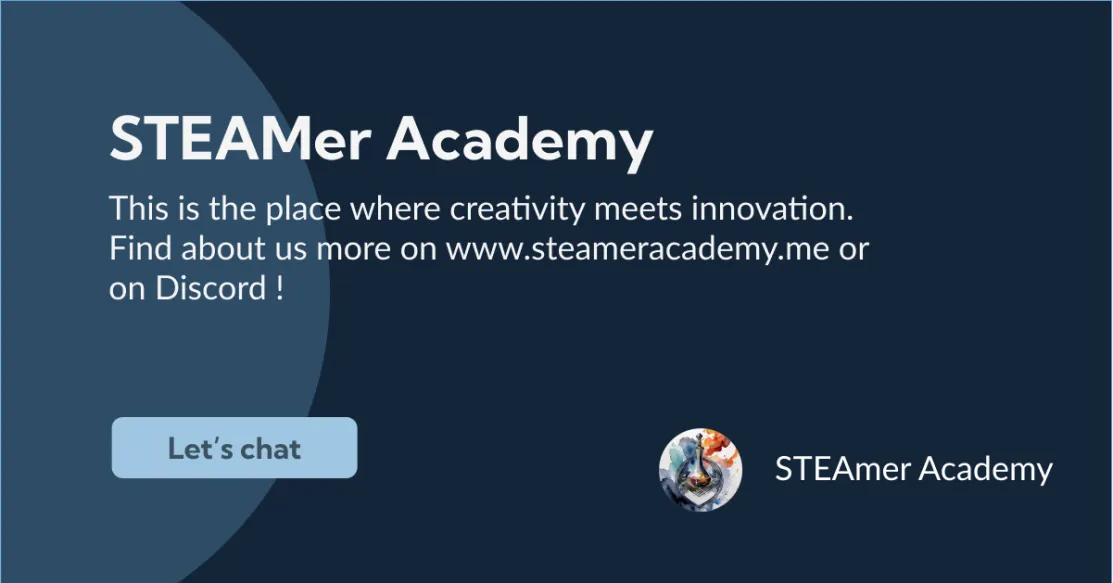 STEAMer Academy
This is the place where creativity meets innovation.
Find about us more on www.steameracademy.me or
on Discord !
Let's chat
STEAmer Academy